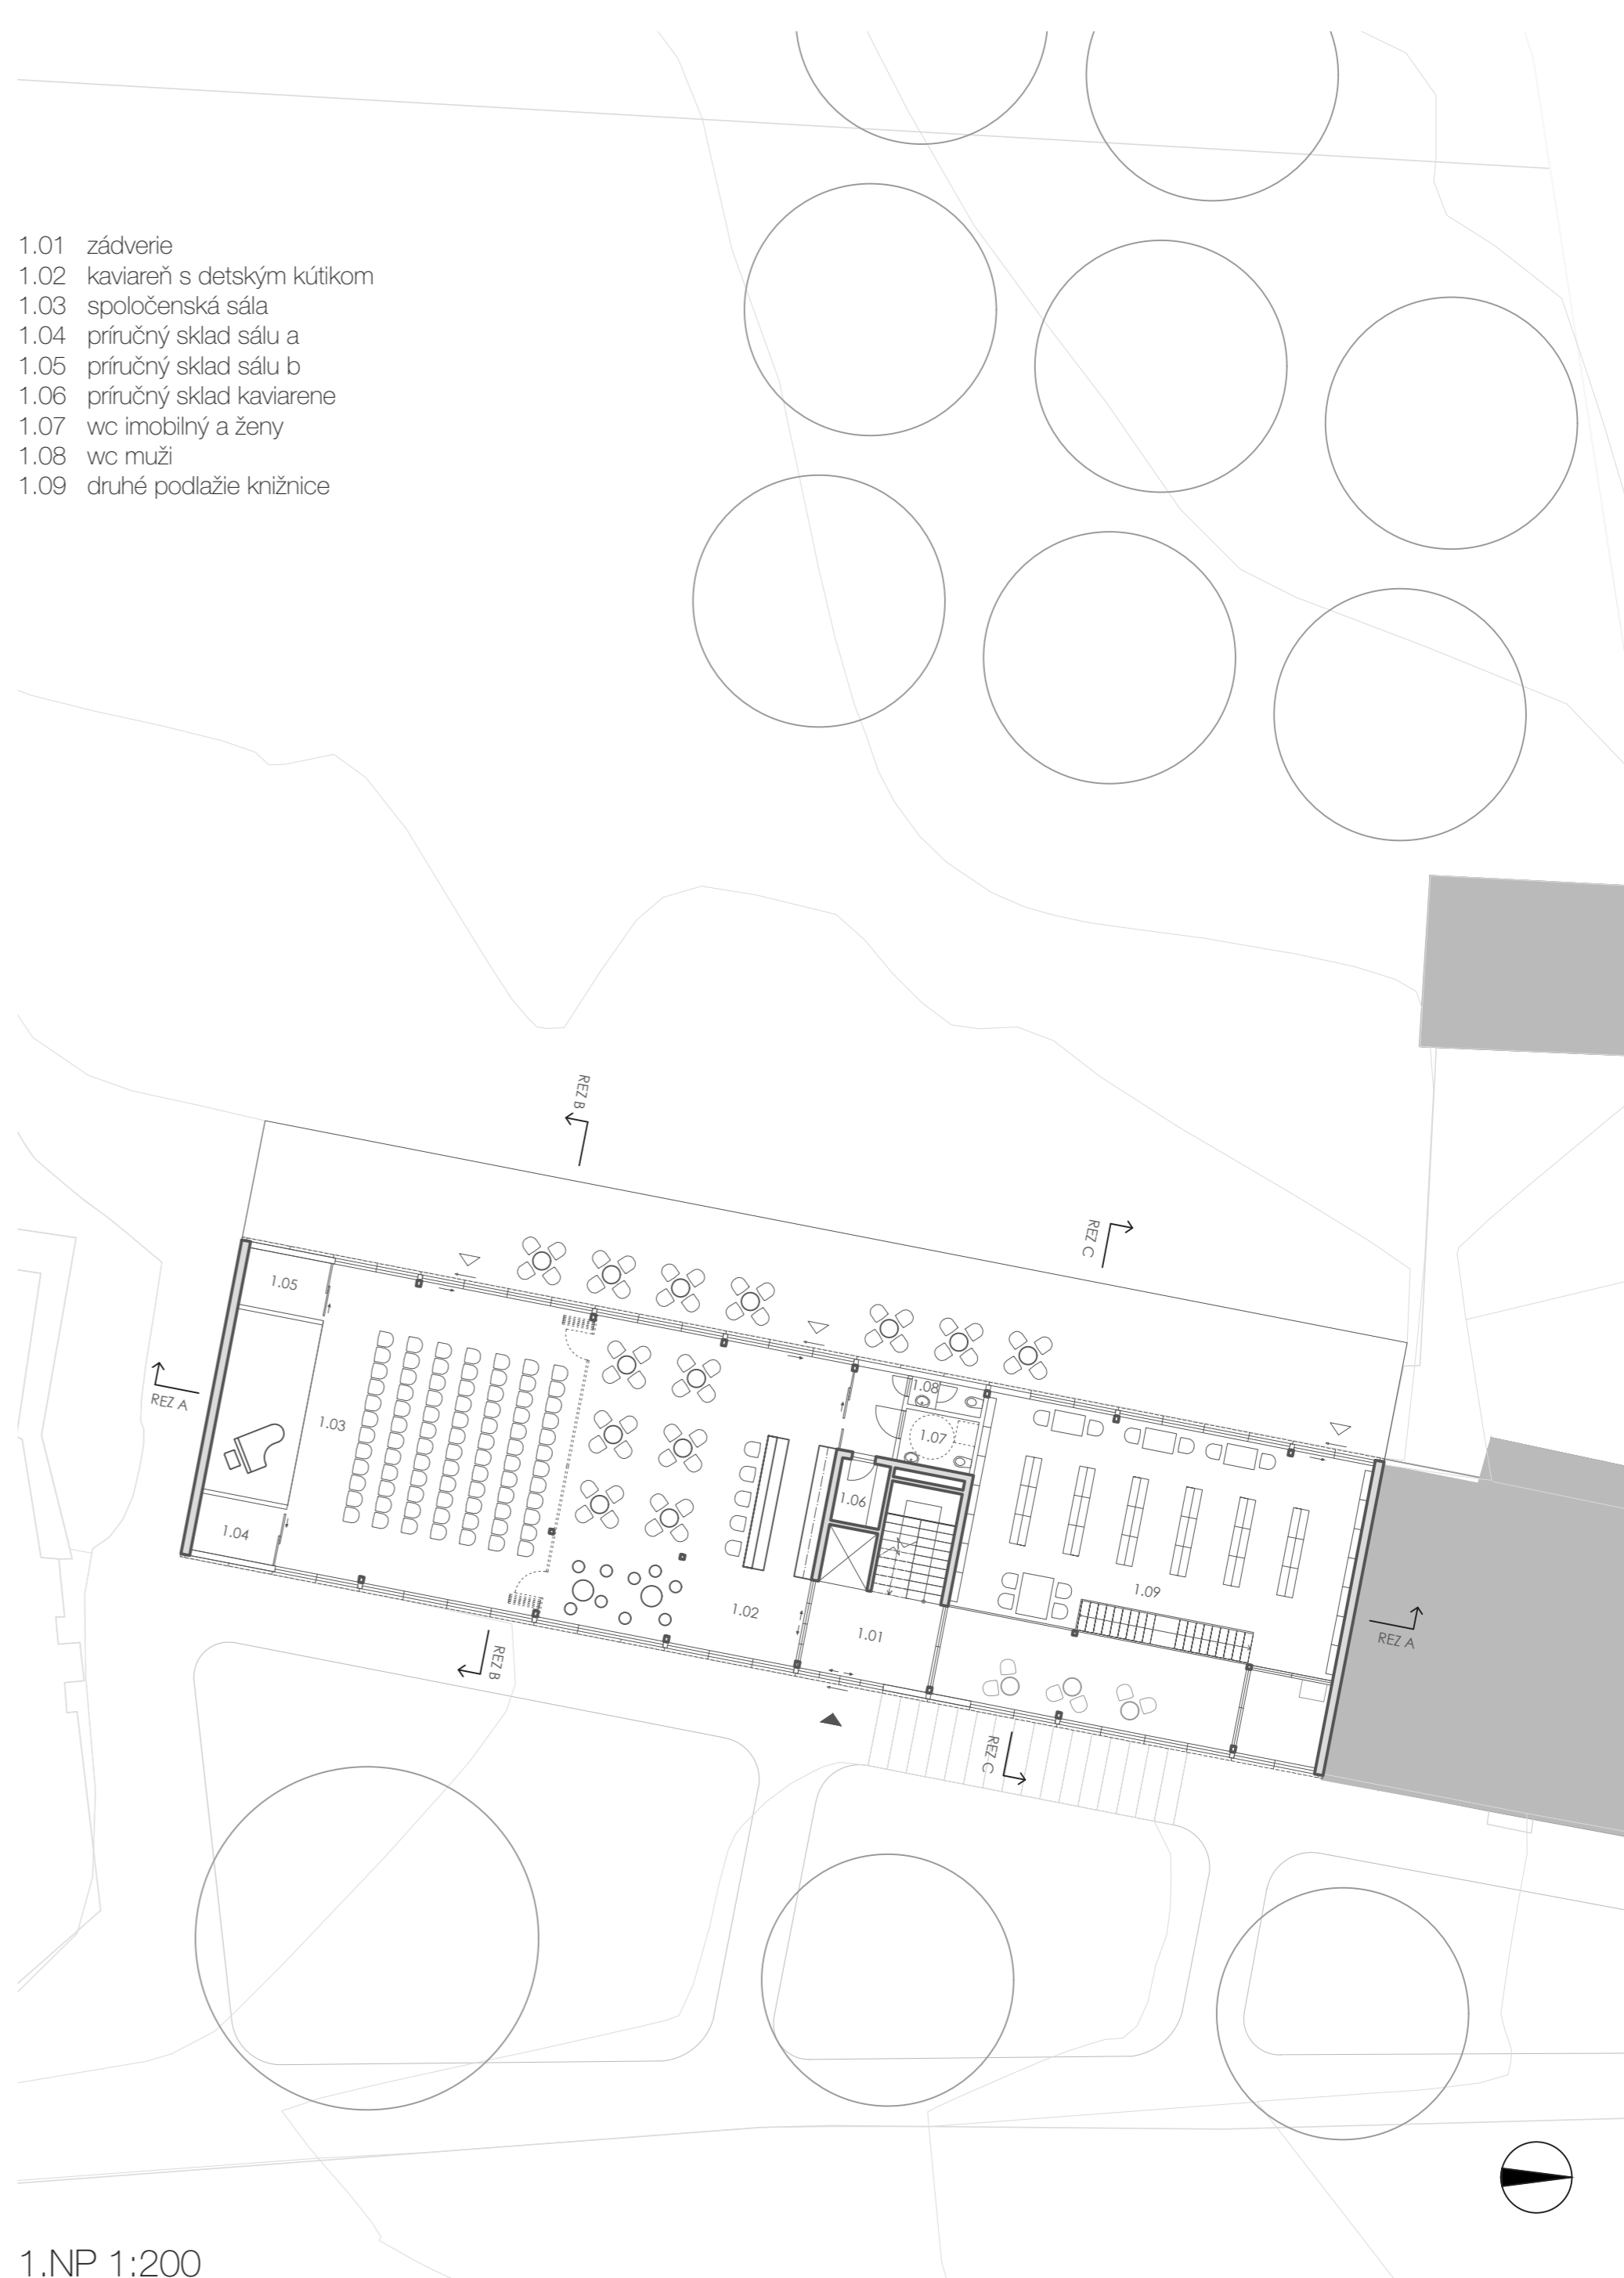 1.01 zádverie
1.02 kaviareň s detským kútikom
1.03 spoločenská sála
1.04 príručný sklad sálu a
1.05 príručný sklad sálu b
1.06 príručný sklad kaviarene
1.07 wc imobilný a ženy
1.08 wc muži
1.09 druhé podlažie knižnice
REZ B
REZ C
1.05
1.08
REZ A
1.03
1.07
1.06
1.04
1.09
1.02
1.01
REZ A
REZ B
REZ C
1.NP 1:200